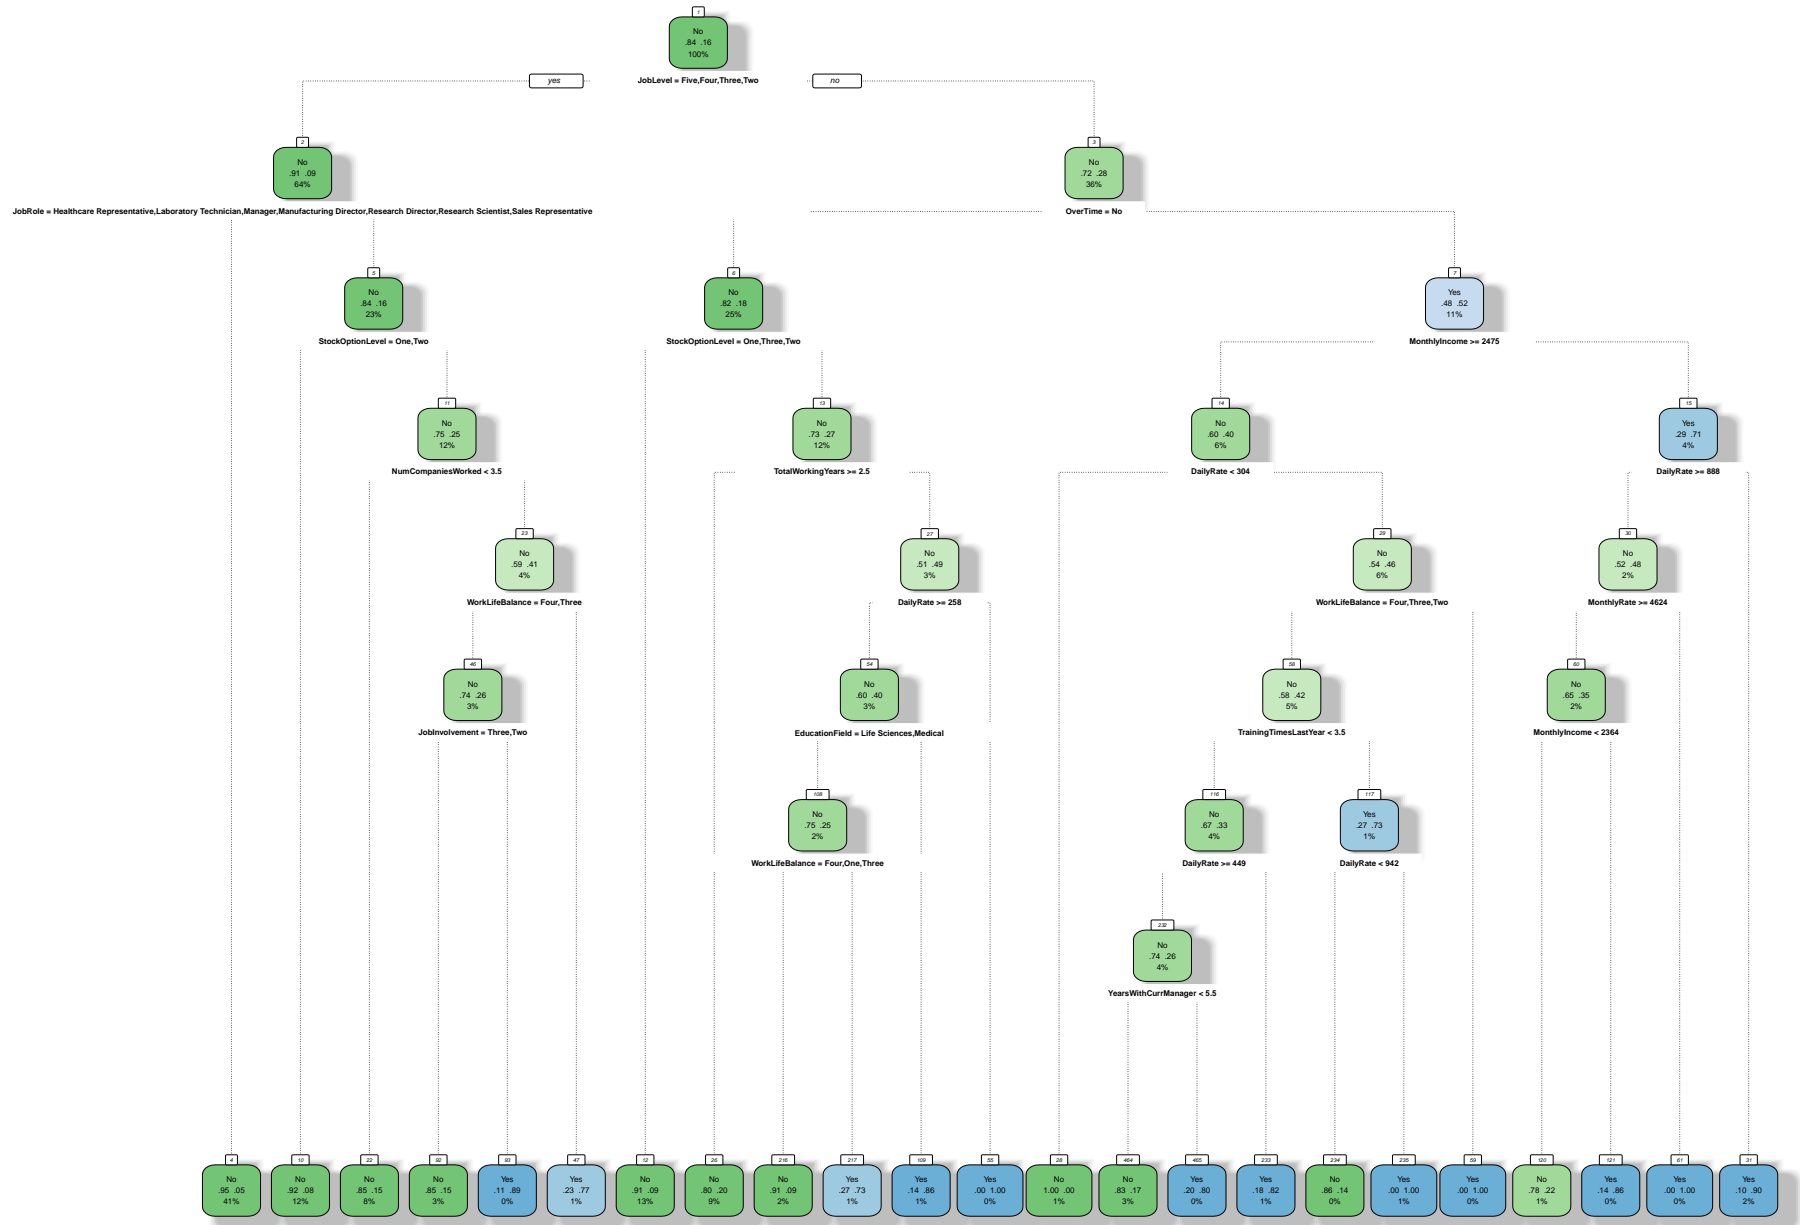 1
No
.84 .16
100%
yes
JobLevel = Five,Four,Three,Two
no
2
No
.91 .09
64%
3
No
.72 .28
36%
JobRole = Healthcare Representative,Laboratory Technician,Manager,Manufacturing Director,Research Director,Research Scientist,Sales Representative
OverTime = No
5
No
.84 .16
23%
6
No
.82 .18
25%
7
Yes
.48 .52
11%
StockOptionLevel = One,Two
StockOptionLevel = One,Three,Two
MonthlyIncome >= 2475
11
No
.75 .25
12%
13
No
.73 .27
12%
14
No
.60 .40
6%
15
Yes
.29 .71
4%
NumCompaniesWorked < 3.5
TotalWorkingYears >= 2.5
DailyRate < 304
DailyRate >= 888
23
No
.59 .41
4%
27
No
.51 .49
3%
29
No
.54 .46
6%
30
No
.52 .48
2%
WorkLifeBalance = Four,Three
DailyRate >= 258
WorkLifeBalance = Four,Three,Two
MonthlyRate >= 4624
46
No
.74 .26
3%
54
No
.60 .40
3%
58
No
.58 .42
5%
60
No
.65 .35
2%
JobInvolvement = Three,Two
EducationField = Life Sciences,Medical
TrainingTimesLastYear < 3.5
MonthlyIncome < 2364
108
No
.75 .25
2%
116
No
.67 .33
4%
117
Yes
.27 .73
1%
WorkLifeBalance = Four,One,Three
DailyRate >= 449
DailyRate < 942
232
No
.74 .26
4%
YearsWithCurrManager < 5.5
4
No
.95 .05
41%
10
No
.92 .08
12%
22
No
.85 .15
8%
92
No
.85 .15
3%
93
Yes
.11 .89
0%
47
Yes
.23 .77
1%
12
No
.91 .09
13%
26
No
.80 .20
9%
216
No
.91 .09
2%
217
Yes
.27 .73
1%
109
Yes
.14 .86
1%
55
Yes
.00 1.00
0%
28
No
1.00 .00
1%
464
No
.83 .17
3%
465
Yes
.20 .80
0%
233
Yes
.18 .82
1%
234
No
.86 .14
0%
235
Yes
.00 1.00
1%
59
Yes
.00 1.00
0%
120
No
.78 .22
1%
121
Yes
.14 .86
0%
61
Yes
.00 1.00
0%
31
Yes
.10 .90
2%